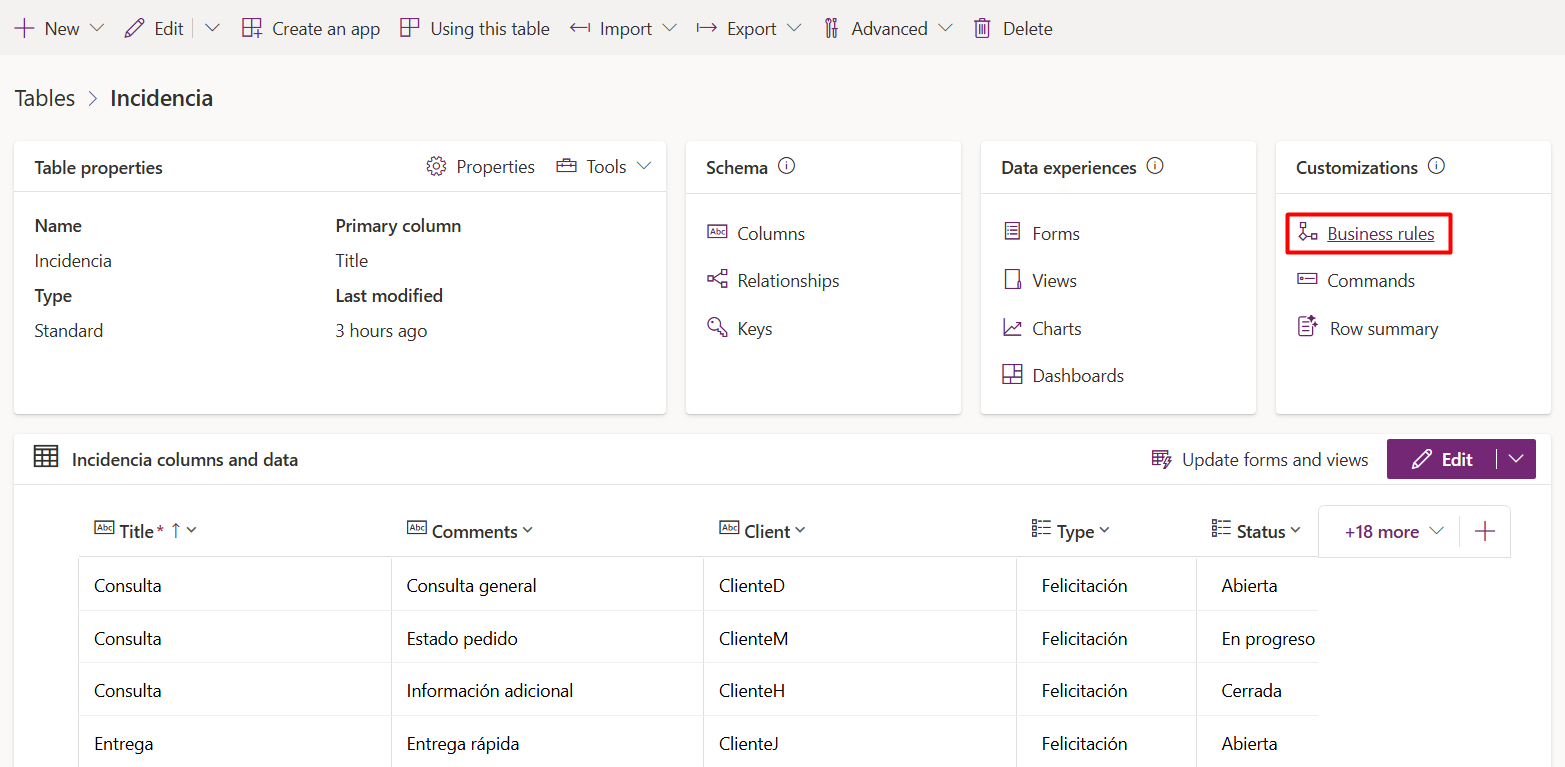 New Edit Create an app Using this table Import Export Advanced Delete
Tables > Incidencia
Table properties Properties Tools
Name Primary column
Incidencia Title
Type Last modified
Standard 3 hours ago
Schema
Columns
Relationships
Keys
Data experiences
Forms
Views
Charts
Dashboards
Customizations
Business rules
Commands
Row summary
Incidencia columns and data Update forms and views Edit
Abc Title* ↑ Abc Comments Abc Client Type Status +18 more
Consulta Consulta general ClienteD Felicitación Abierta
Consulta Estado pedido ClienteM Felicitación En progreso
Consulta Información adicional ClienteH Felicitación Cerrada
Entrega Entrega rápida ClienteJ Felicitación Abierta